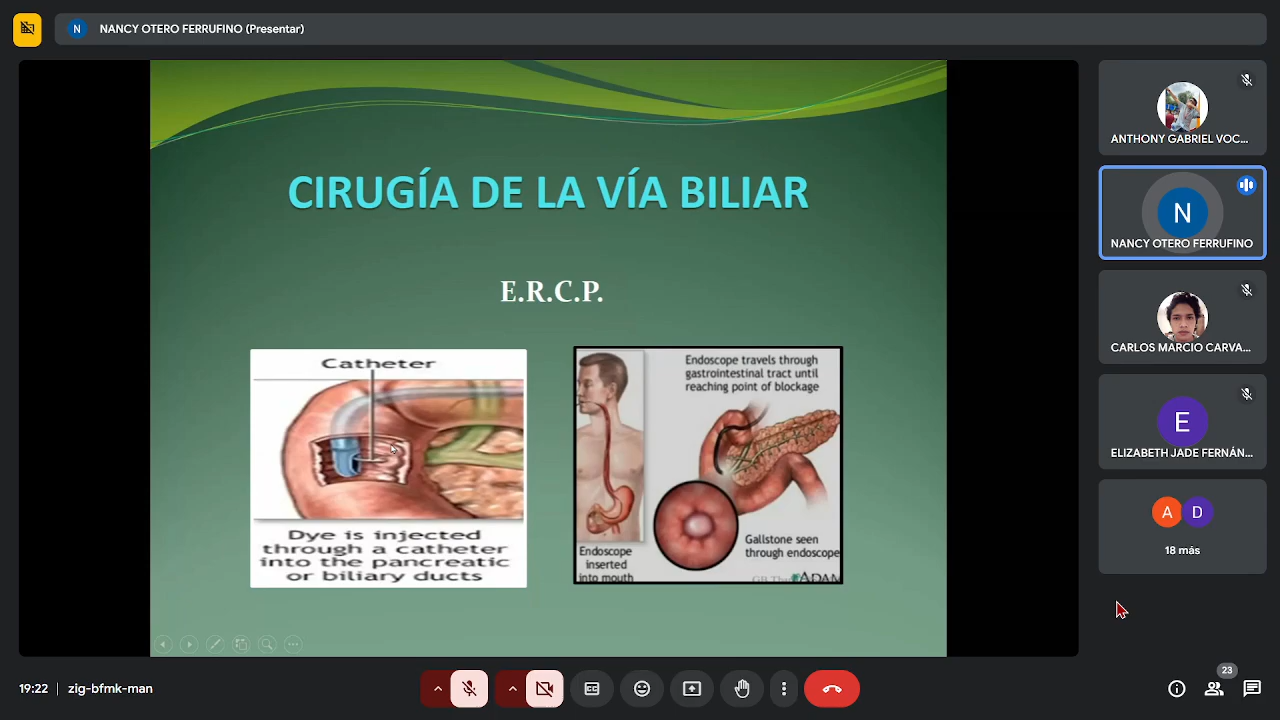 N NANCY OTERO FERRUFINO (Presentar)
CIRUGÍA DE LA VÍA BILIAR
E.R.C.P.
Catheter
Dye is injected
through a catheter
into the pancreatic
or biliary ducts
Endoscope travels through
gastrointestinal tract until
reaching point of blockage
Endoscope
inserted
into mouth
Gallstone seen
through endoscope
ADAM
ANTHONY GABRIEL VOC...
N
NANCY OTERO FERRUFINO
CARLOS MARCIO CARVA...
E
ELIZABETH JADE FERNÁN...
A D
18 más
19:22 | zig-bfmk-man
23